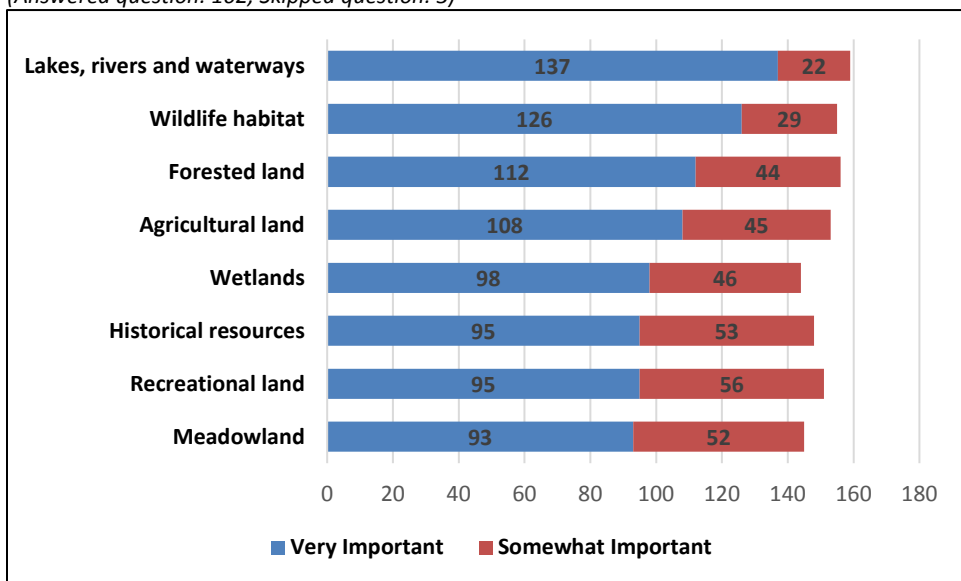 (Answered question: 162, Skipped question: 3)
Lakes, rivers and waterways 137 22
Wildlife habitat 126 29
Forested land 112 44
Agricultural land 108 45
Wetlands 98 46
Historical resources 95 53
Recreational land 95 56
Meadowland 93 52
0 20 40 60 80 100 120 140 160 180
Very Important Somewhat Important